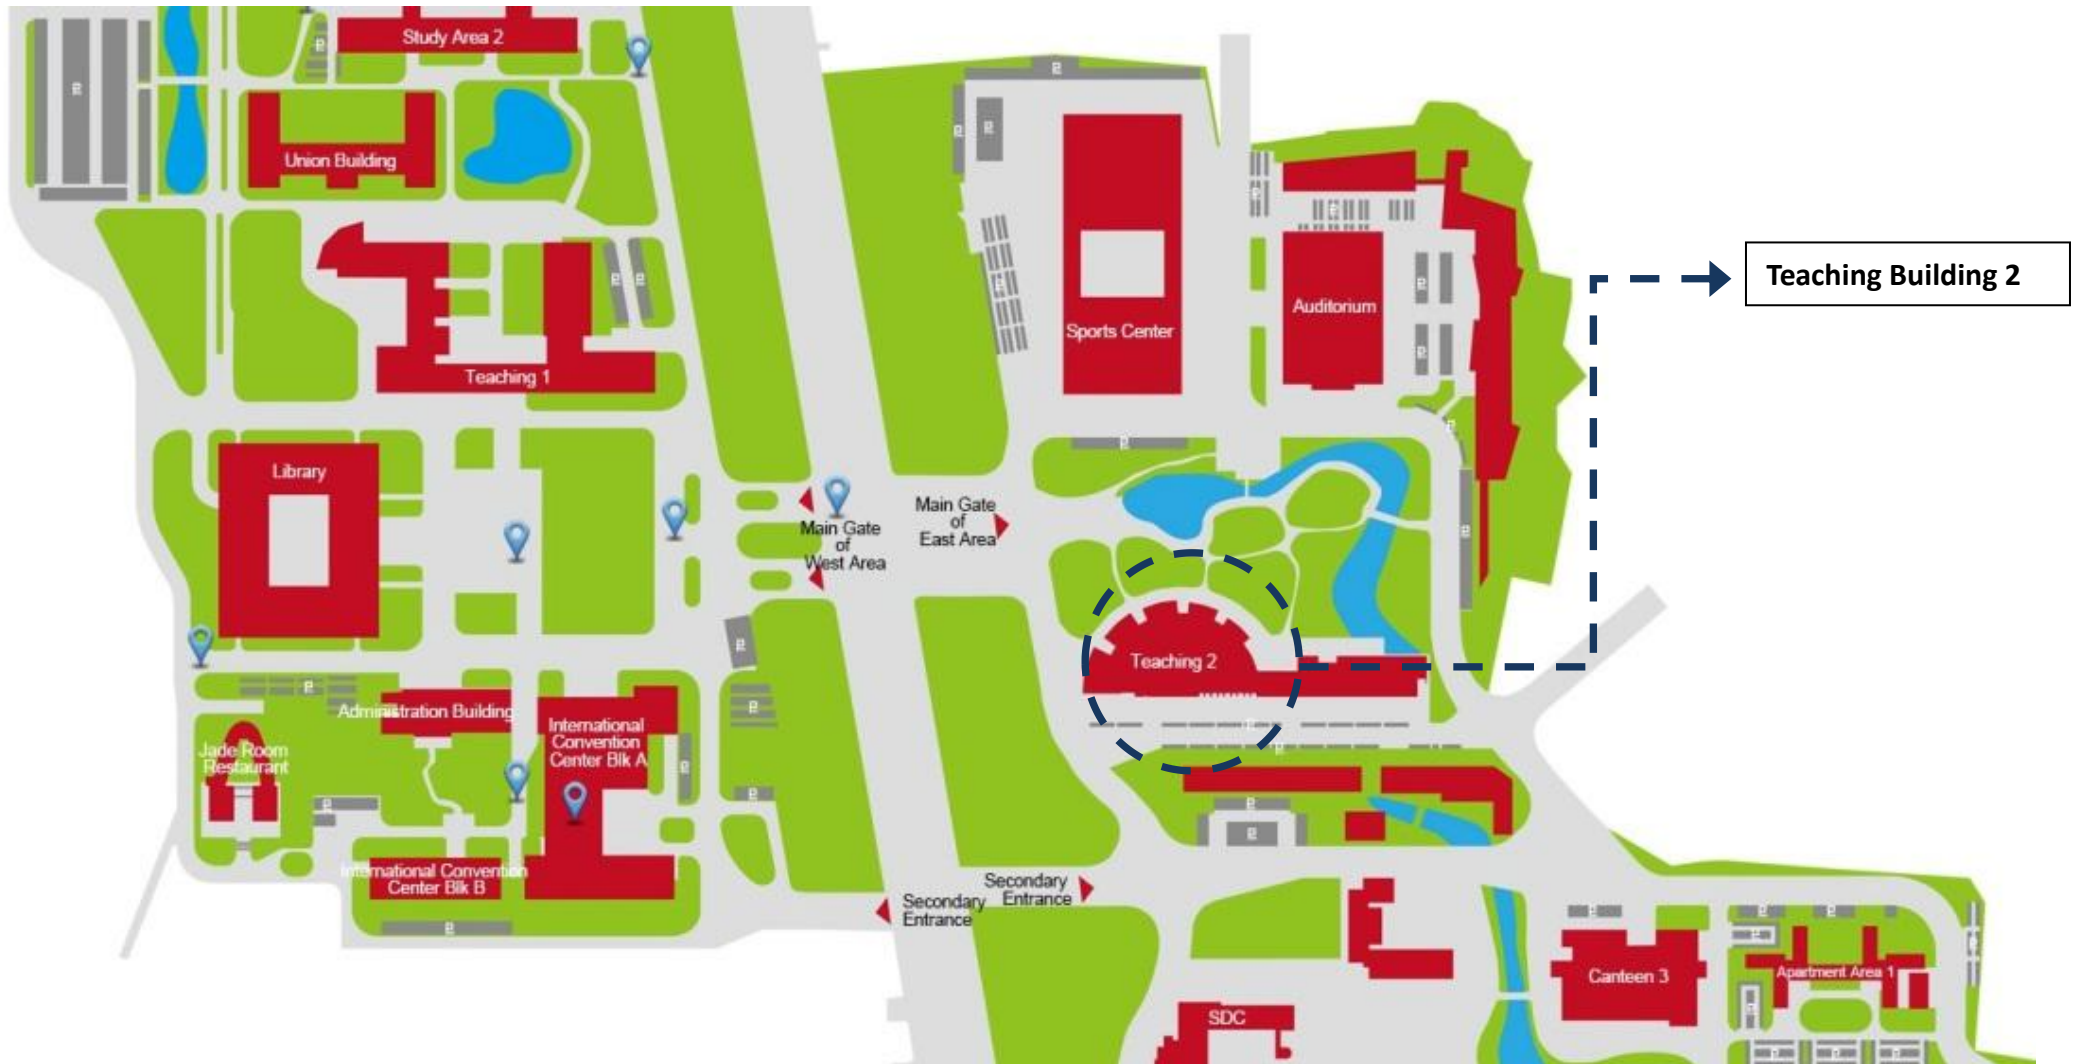 Study Area 2
Union Building
Teaching 1
Library
Sports Center
Auditorium
Teaching Building 2
Main Gate
of
West Area
Main Gate
of
East Area
Teaching 2
Administration Building
International
Convention
Center Blk A
Jade Room
Restaurant
International Convention
Center Blk B
Secondary
Entrance
Secondary
Entrance
SDC
Canteen 3
Apartment Area 1